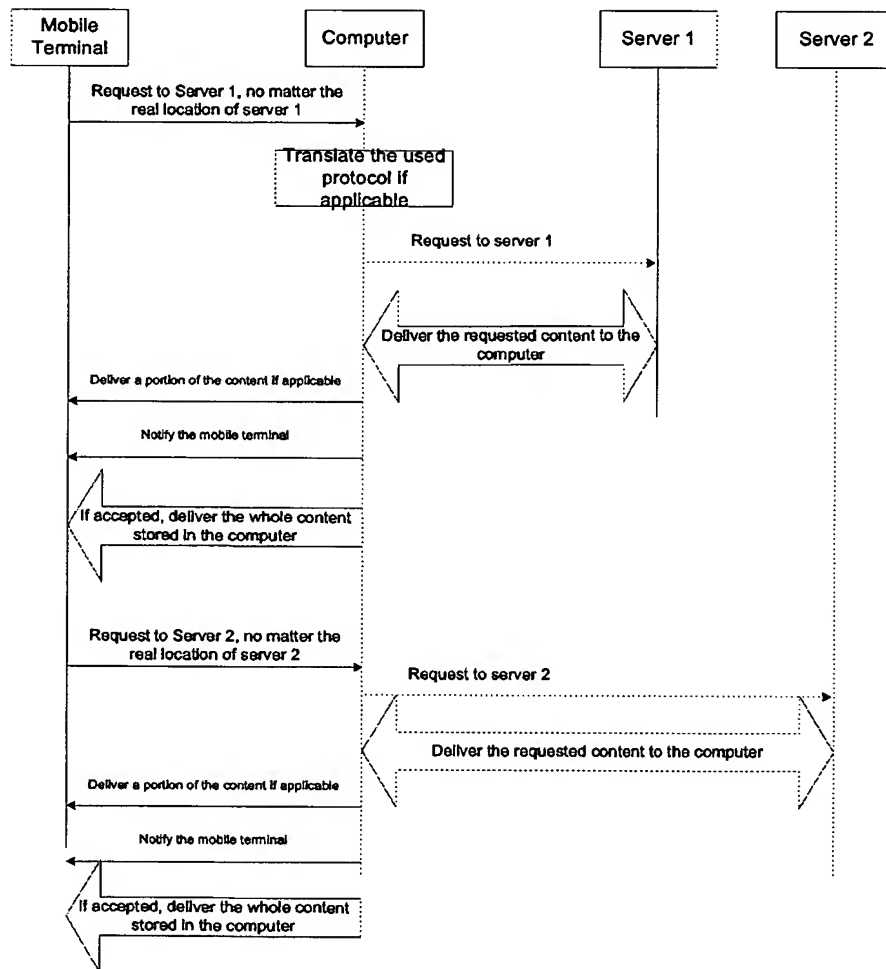 Mobile
Terminal
Computer
Server 1
Server 2
Request to Server 1, no matter the
real location of server 1
Translate the used
protocol if
applicable
Request to server 1
Deliver the requested content to the
computer
Deliver a portion of the content if applicable
Notify the mobile terminal
If accepted, deliver the whole content
stored in the computer
Request to Server 2, no matter the
real location of server 2
Request to server 2
Deliver the requested content to the computer
Deliver a portion of the content if applicable
Notify the mobile terminal
If accepted, deliver the whole content
stored in the computer